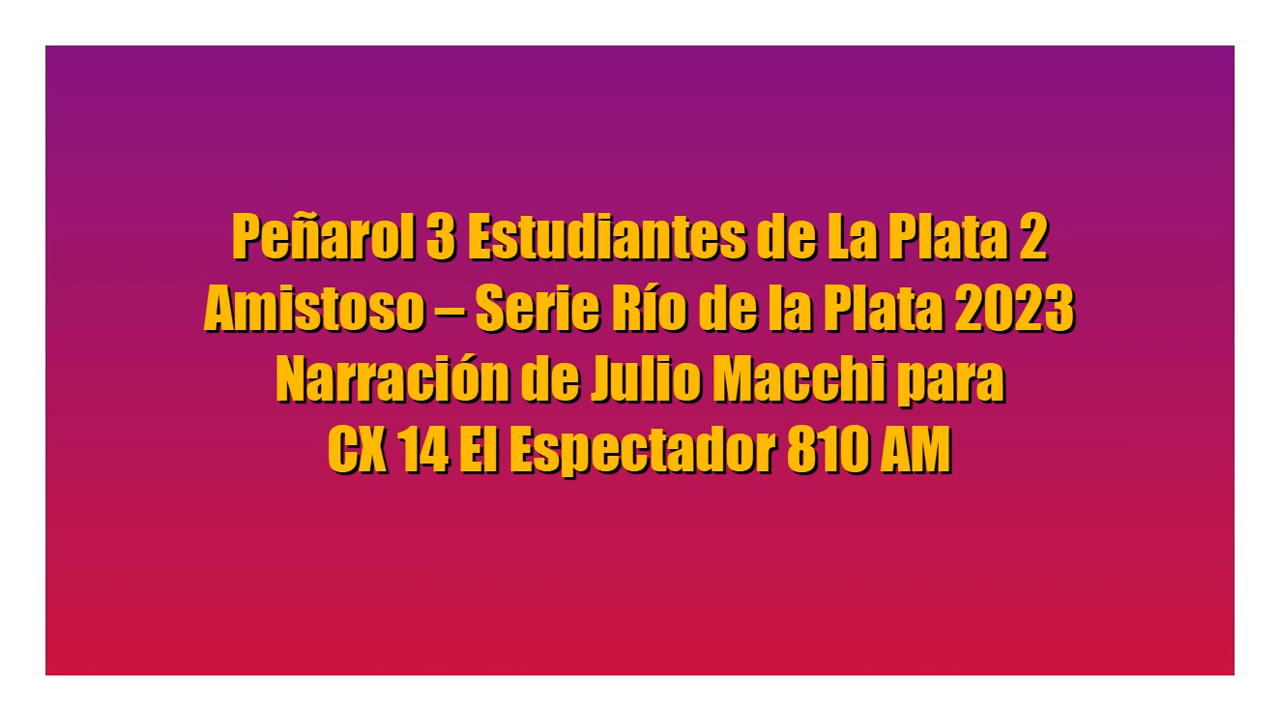 Peñarol 3 Estudiantes de La Plata 2
Amistoso – Serie Río de la Plata 2023
Narración de Julio Macchi para
CX 14 El Espectador 810 AM